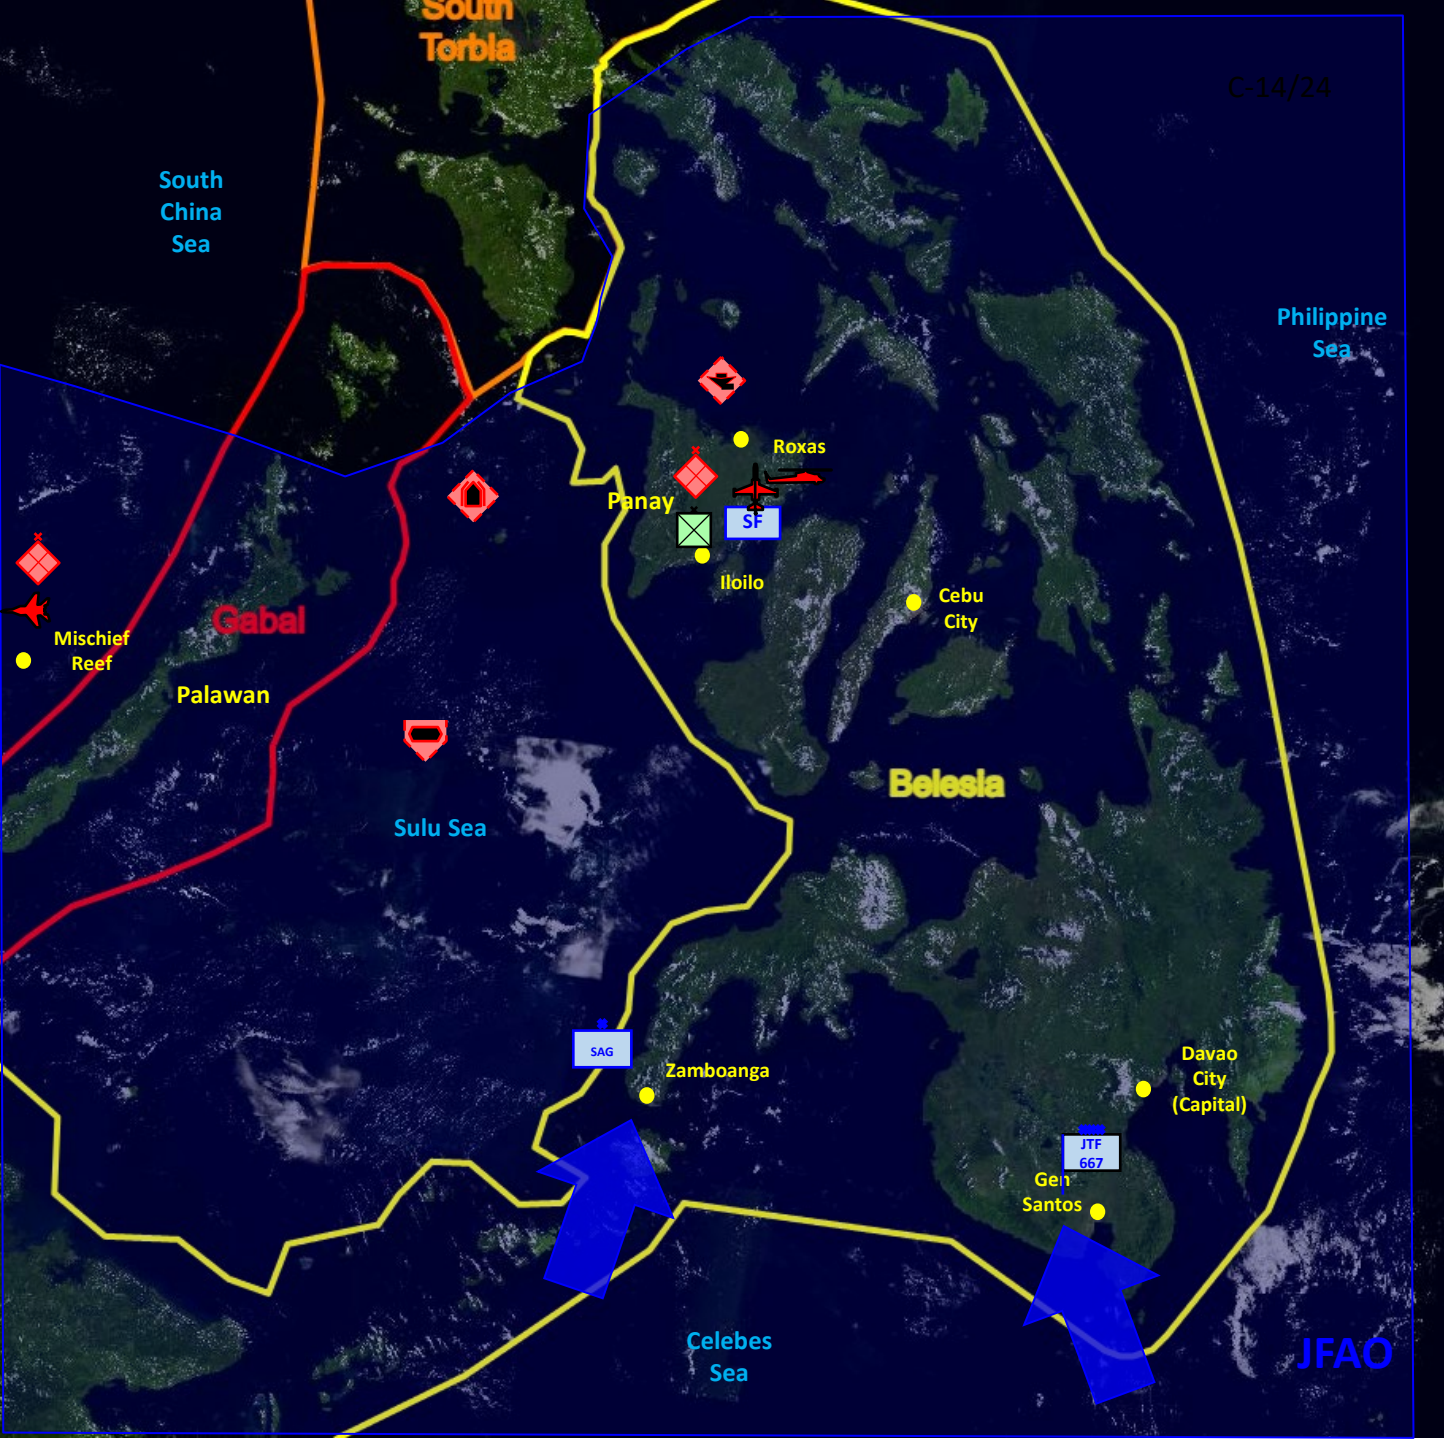 South
Torbia
C-14/24
South
China
Sea
Philippine
Sea
Roxas
Panay
SF
Iloilo
Cebu
City
Gabal
Mischief
Reef
Palawan
Belesia
Sulu Sea
SAG
Zamboanga
Davao
City
(Capital)
JTF
667
Gen
Santos
Celebes
Sea
JFAO